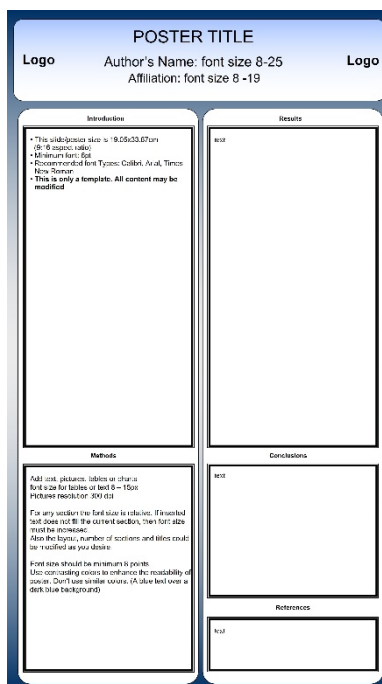 POSTER TITLE
Logo
Author's Name: font size 8-25
Logo
Affiliation: font size 8 -19
Introduction
• This slide/poster size is 19.05x33.87cm
(9:16 aspect ratio)
• Minimum font: 8pt
• Recommended font Types: Calibri, Arial, Times
New Roman
• This is only a template. All content may be
modified
Methods
Add text, pictures, tables or charts
font size for tables or text 8 – 15px
Pictures resolution 300 dpi
For any section the font size is relative. If inserted
text does not fill the current section, then font size
must be increased
Also the layout, number of sections and titles could
be modified as you desire
Font size should be minimum 8 points
Use contrasting colors to enhance the readability of
poster. Don't use similar colors. (A blue text over a
dark blue background)
Results
text
Conclusions
text
References
text